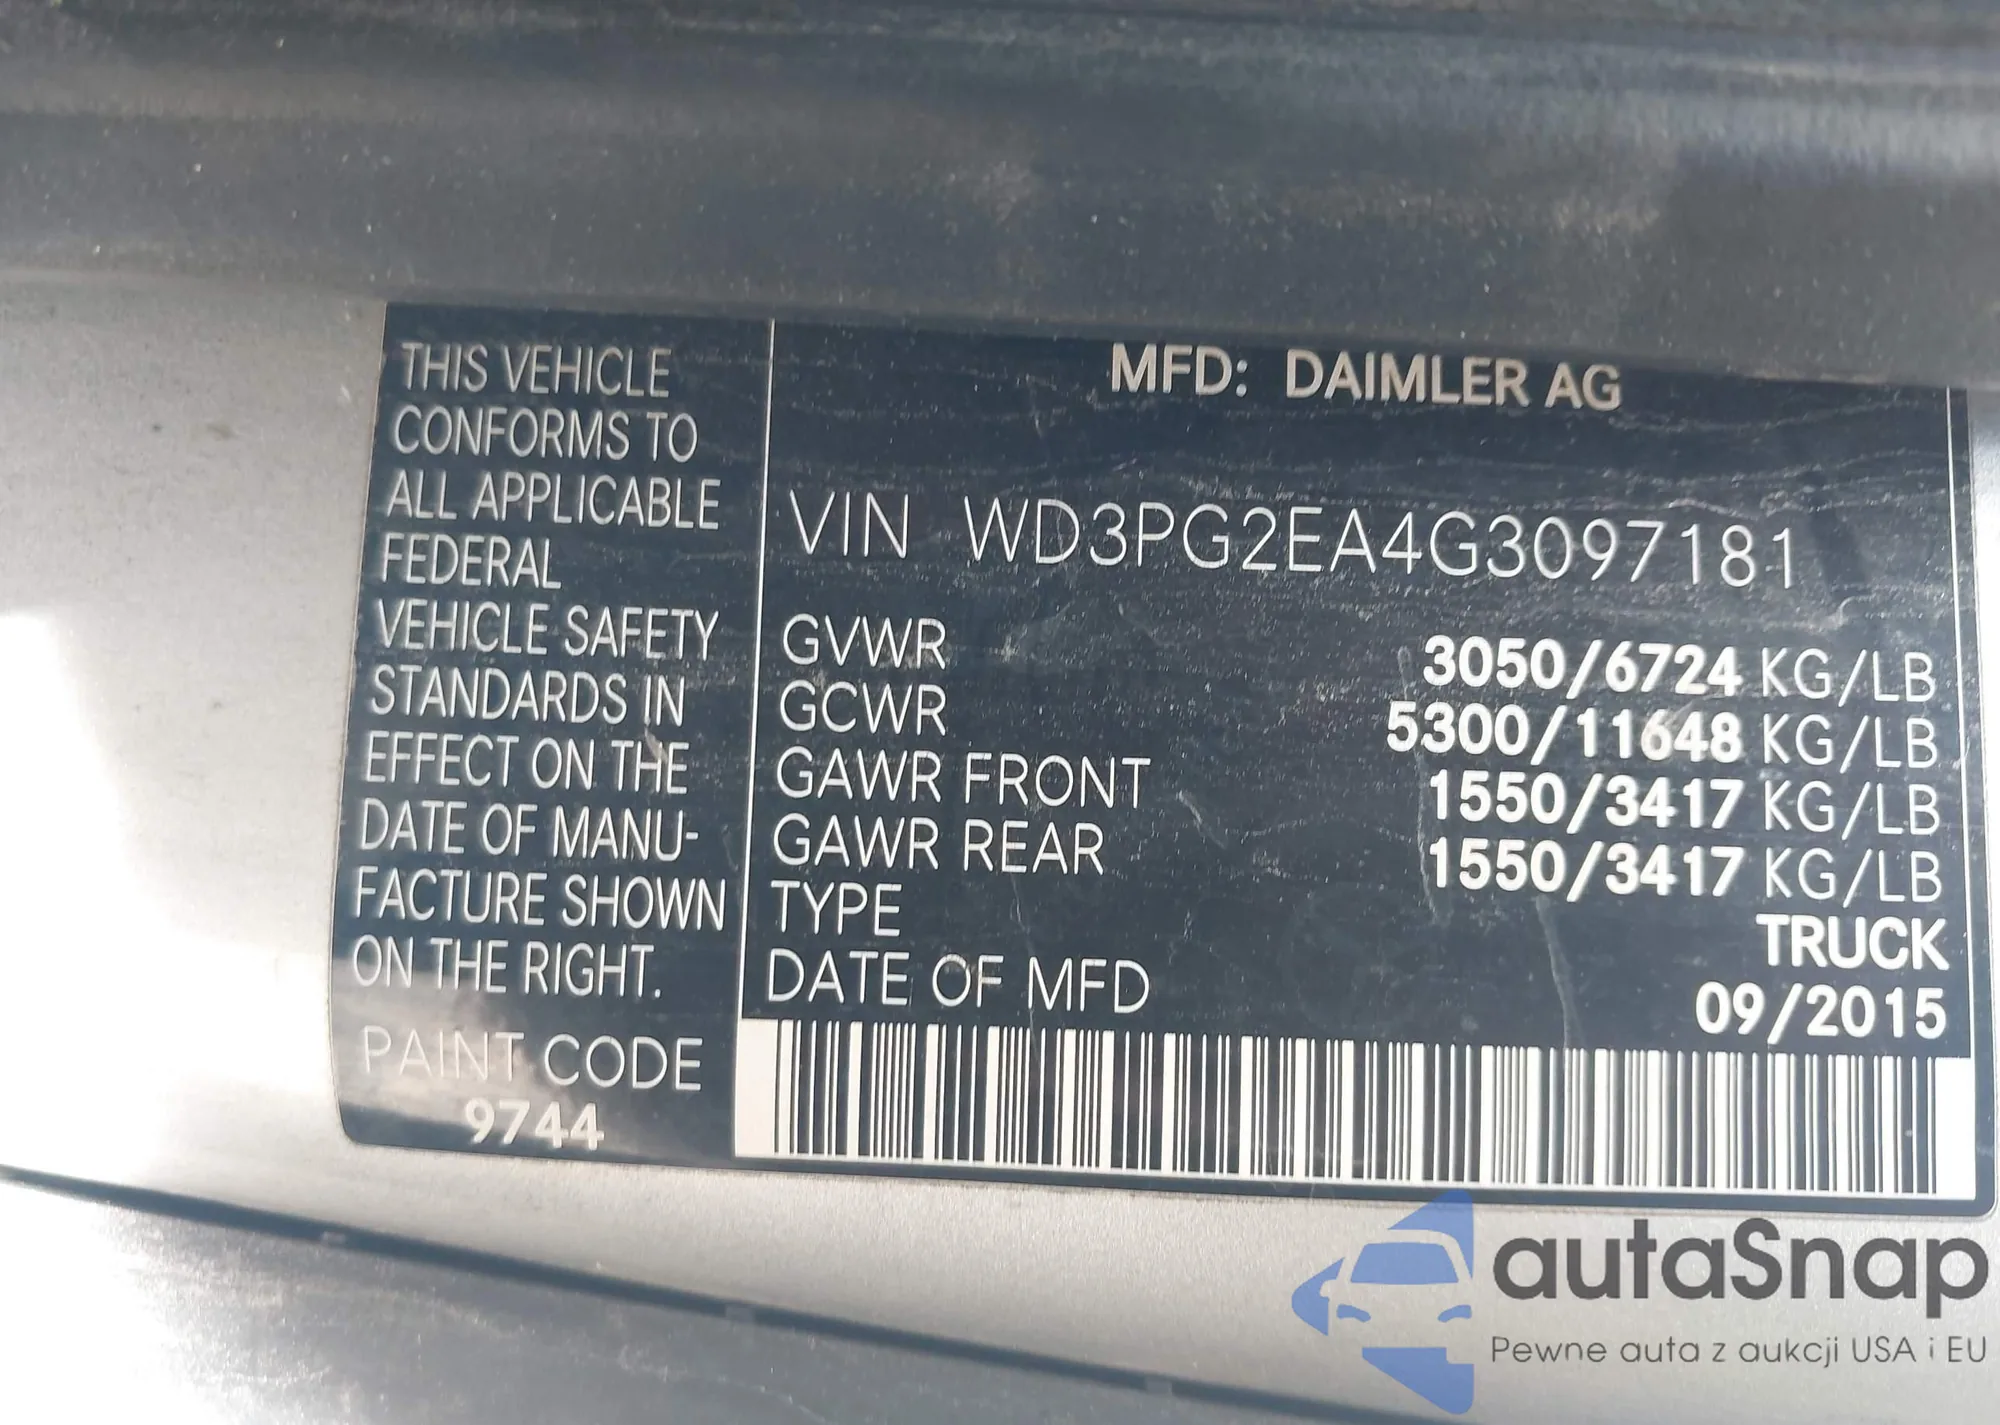 THIS VEHICLE
CONFORMS TO
ALL APPLICABLE
FEDERAL
VEHICLE SAFETY
STANDARDS IN
EFFECT ON THE
DATE OF MANU-
FACTURE SHOWN
ON THE RIGHT.
PAINT CODE
9744
MFD: DAIMLER AG
VIN WD3PG2EA4G3097181
GVWR 3050/6724 KG/LB
GCWR 5300/11648 KG/LB
GAWR FRONT 1550/3417 KG/LB
GAWR REAR 1550/3417 KG/LB
TYPE TRUCK
DATE OF MFD 09/2015
autaSnap
Pewne auta z aukcji USA i EU